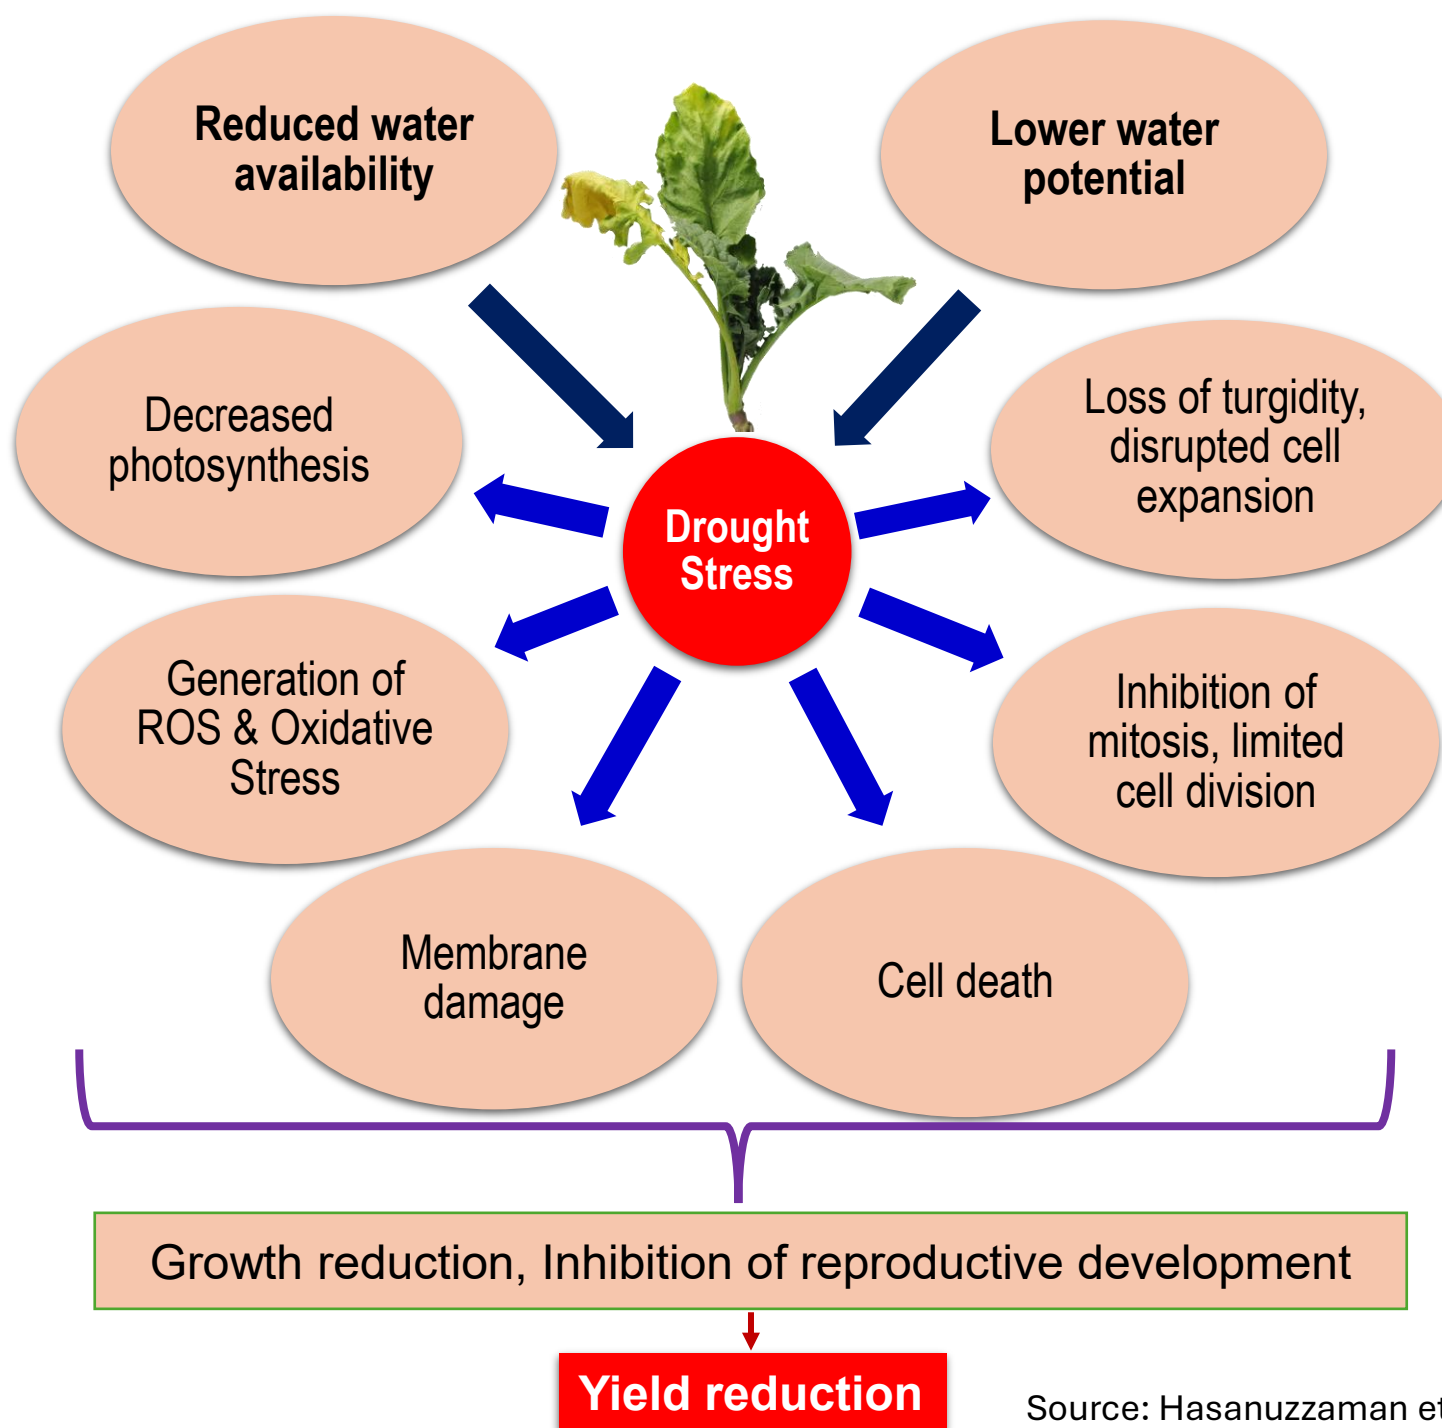 Reduced water
availability
Lower water
potential
Decreased
photosynthesis
Loss of turgidity,
disrupted cell
expansion
Drought
Stress
Generation of
ROS & Oxidative
Stress
Inhibition of
mitosis, limited
cell division
Membrane
damage
Cell death
Growth reduction, Inhibition of reproductive development
Yield reduction
Source: Hasanuzzaman et